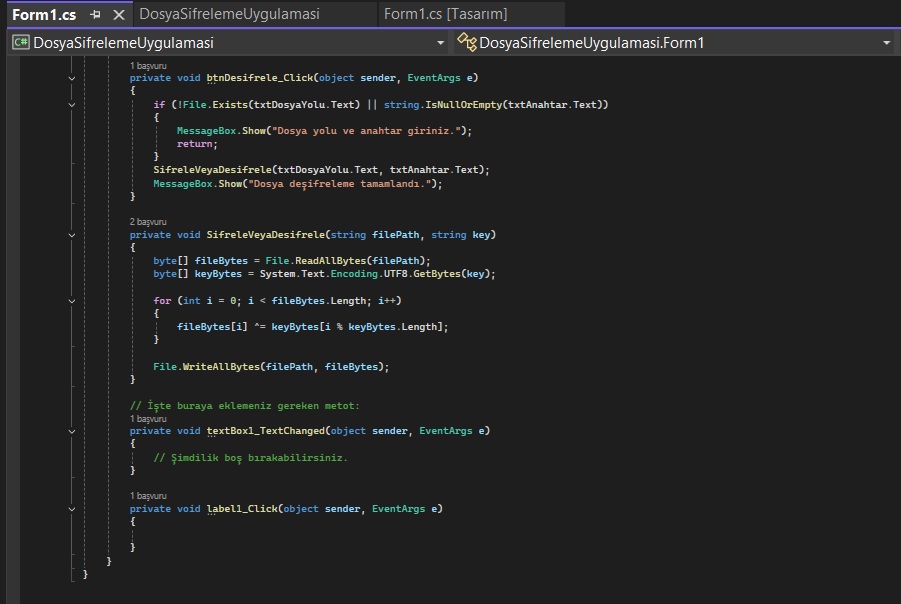 Form1.cs DosyaSifrelemeUygulaması Form1.cs [Tasarım]
C# DosyaSifrelemeUygulamasi DosyaSifrelemeUygulamasi.Form1
1 başvuru
private void btnDesifrele_Click(object sender, EventArgs e)
{
if (!File.Exists(txtDosyaYolu.Text) || string.IsNullOrEmpty(txtAnahtar.Text))
{
MessageBox.Show("Dosya yolu ve anahtar giriniz.");
return;
}
SifreleVeyaDesifrele(txtDosyaYolu.Text, txtAnahtar.Text);
MessageBox.Show("Dosya deşifreleme tamamlandı.");
}
2 başvuru
private void SifreleVeyaDesifrele(string filePath, string key)
{
byte[] fileBytes = File.ReadAllBytes(filePath);
byte[] keyBytes = System.Text.Encoding.UTF8.GetBytes(key);
for (int i = 0; i < fileBytes.Length; i++)
{
fileBytes[i] ^= keyBytes[i % keyBytes.Length];
}
File.WriteAllBytes(filePath, fileBytes);
}
// İşte buraya eklemeniz gereken metot:
1 başvuru
private void textBox1_TextChanged(object sender, EventArgs e)
{
// Şimdilik boş bırakabilirsiniz.
}
1 başvuru
private void label1_Click(object sender, EventArgs e)
{
}
}
}